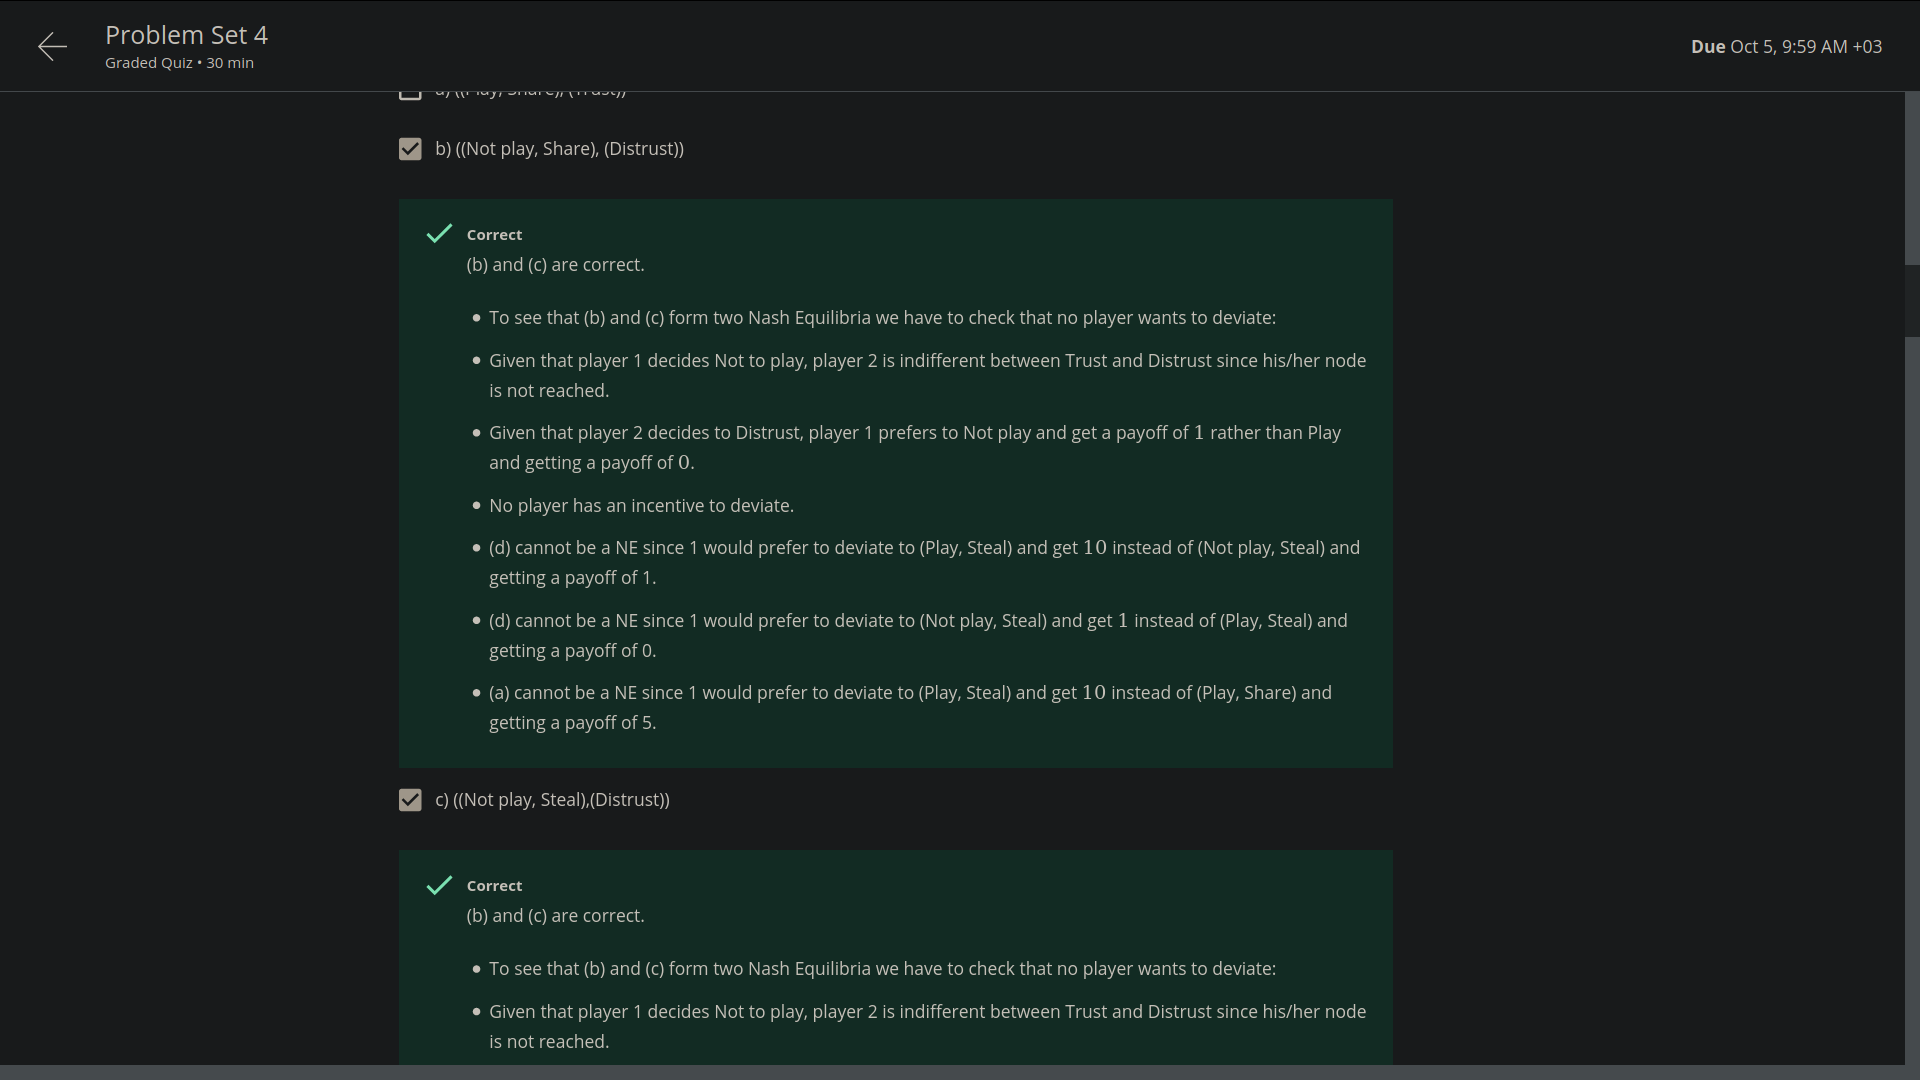 Problem Set 4
Graded Quiz • 30 min
Due Oct 5, 9:59 AM +03
a) ((Play, Share), (Trust))
b) ((Not play, Share), (Distrust))
Correct
(b) and (c) are correct.
• To see that (b) and (c) form two Nash Equilibria we have to check that no player wants to deviate:
• Given that player 1 decides Not to play, player 2 is indifferent between Trust and Distrust since his/her node
is not reached.
• Given that player 2 decides to Distrust, player 1 prefers to Not play and get a payoff of 1 rather than Play
and getting a payoff of 0.
• No player has an incentive to deviate.
• (d) cannot be a NE since 1 would prefer to deviate to (Play, Steal) and get 10 instead of (Not play, Steal) and
getting a payoff of 1.
• (d) cannot be a NE since 1 would prefer to deviate to (Not play, Steal) and get 1 instead of (Play, Steal) and
getting a payoff of 0.
• (a) cannot be a NE since 1 would prefer to deviate to (Play, Steal) and get 10 instead of (Play, Share) and
getting a payoff of 5.
c) ((Not play, Steal),(Distrust))
Correct
(b) and (c) are correct.
• To see that (b) and (c) form two Nash Equilibria we have to check that no player wants to deviate:
• Given that player 1 decides Not to play, player 2 is indifferent between Trust and Distrust since his/her node
is not reached.